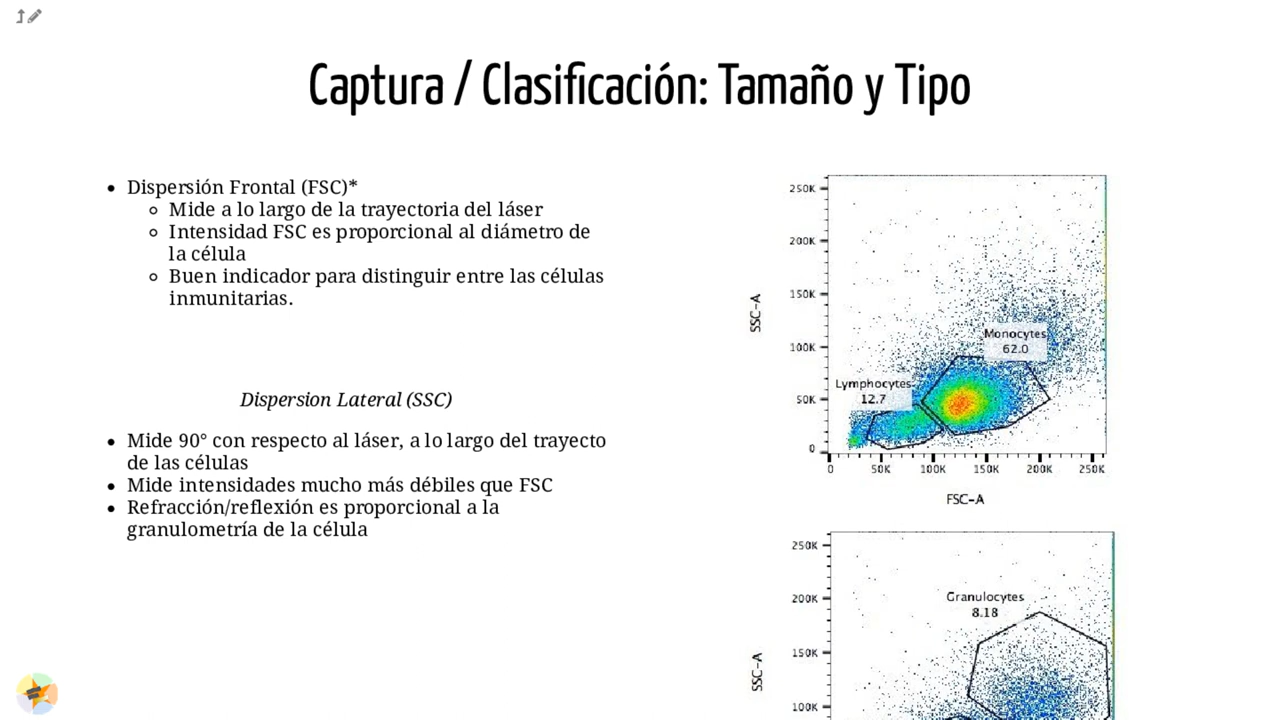 Captura / Clasificación: Tamaño y Tipo
Dispersión Frontal (FSC)*
Mide a lo largo de la trayectoria del láser
Intensidad FSC es proporcional al diámetro de
la célula
Buen indicador para distinguir entre las células
inmunitarias.
Dispersion Lateral (SSC)
Mide 90° con respecto al láser, a lo largo del trayecto
de las células
Mide intensidades mucho más débiles que FSC
Refracción/reflexión es proporcional a la
granulometría de la célula
250K
200K
150K
100K
50K
0
SSC-A
Monocytes
62.0
Lymphocytes
12.7
0 50K 100K 150K 200K 250K
FSC-A
250K
200K
150K
100K
SSC-A
Granulocytes
8.18